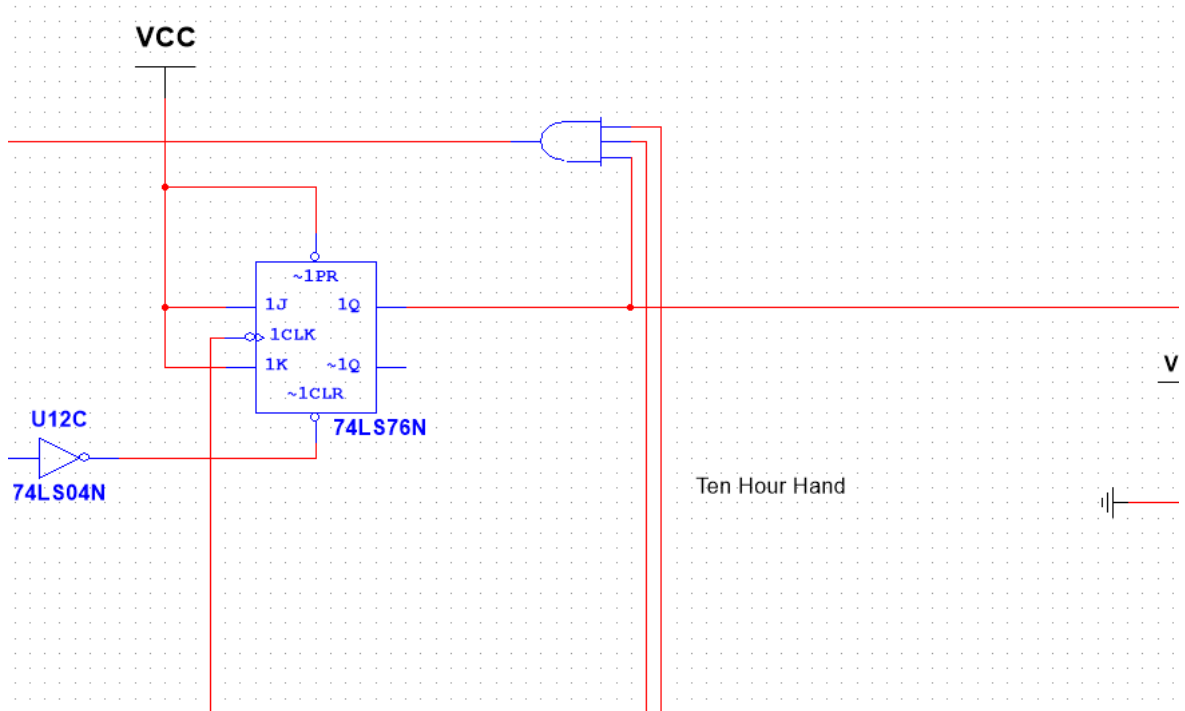 VCC
~1PR
1J 1Q
1CLK
1K ~1Q
~1CLR
U12C
74LS76N
74LS04N
Ten Hour Hand
V